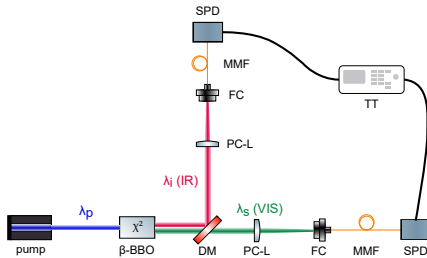 SPD
MMF
FC
TT
PC-L
λi (IR)
λs (VIS)
λp
χ²
pump
β-BBO
DM
PC-L
FC
MMF
SPD